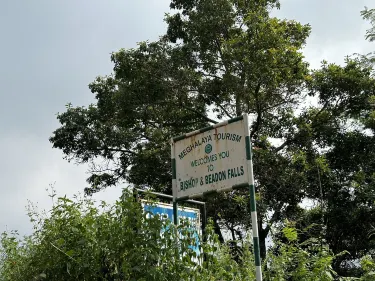 MEGHALAYA TOURISM
WELCOMES YOU
TO
BISHOP & BEADON FALLS